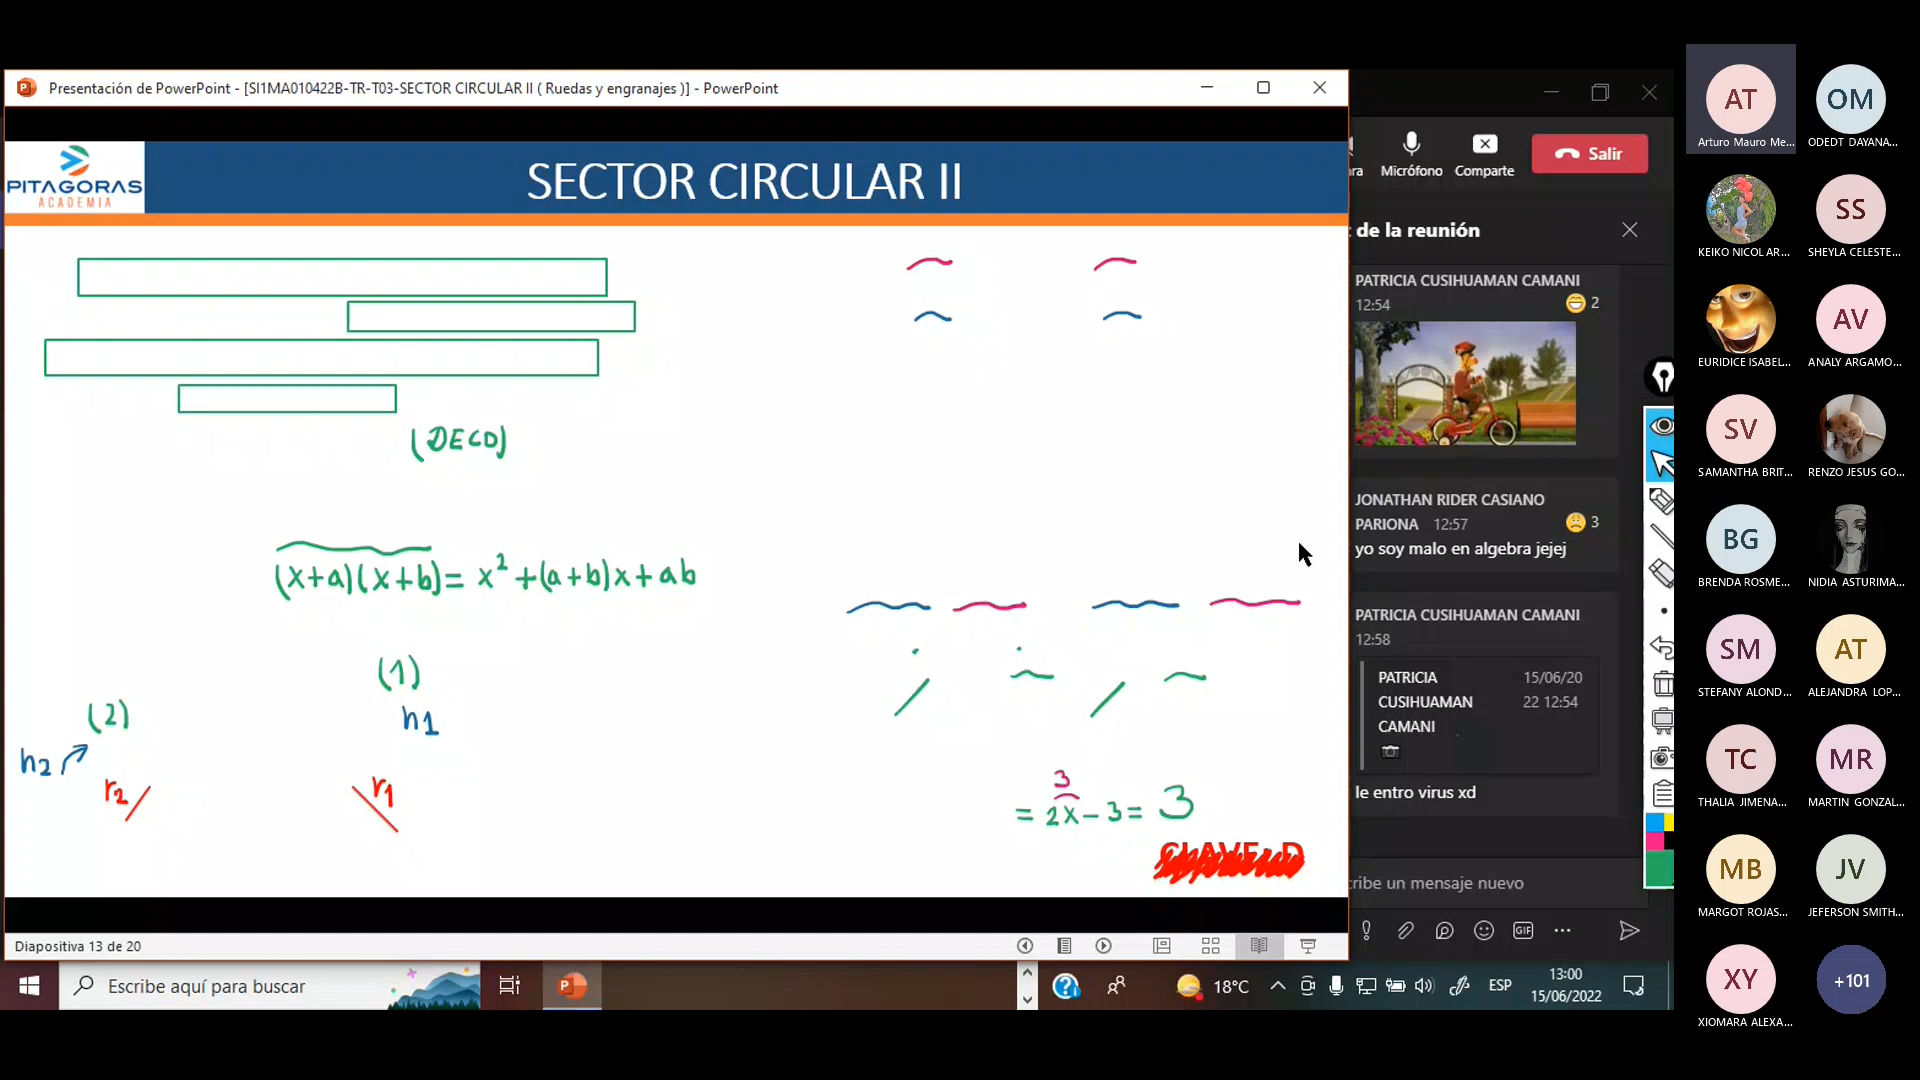 Presentación de PowerPoint - [SI1MA010422B-TR-T03-SECTOR CIRCULAR II ( Ruedas y engranajes )] - PowerPoint
PITAGORAS
ACADEMIA
SECTOR CIRCULAR II
(DECO)
(x+a)(x+b)= x²+(a+b)x+ab
(1)
n1
(2)
n2
r2
r1
3
= 2x-3= 3
CLAVE: D
Diapositiva 13 de 20
Micrófono
Comparte
Salir
de la reunión
PATRICIA CUSIHUAMAN CAMANI
12:54
2
JONATHAN RIDER CASIANO
PARIONA 12:57
3
yo soy malo en algebra jejej
PATRICIA CUSIHUAMAN CAMANI
12:58
PATRICIA 15/06/20
CUSIHUAMAN 22 12:54
CAMANI
le entro virus xd
cribe un mensaje nuevo
GIF
Escribe aquí para buscar
18°C
ESP
13:00
15/06/2022
AT
Arturo Mauro Me...
OM
ODEDT DAYANA...
KEIKO NICOL AR...
SS
SHEYLA CELESTE...
EURIDICE ISABEL...
AV
ANALY ARGAMO...
SV
SAMANTHA BRIT...
RENZO JESUS GO...
BG
BRENDA ROSME...
NIDIA ASTURIMA...
SM
STEFANY ALOND...
AT
ALEJANDRA LOP...
TC
THALIA JIMENA...
MR
MARTIN GONZAL...
MB
MARGOT ROJAS...
JV
JEFERSON SMITH...
XY
XIOMARA ALEXA...
+101